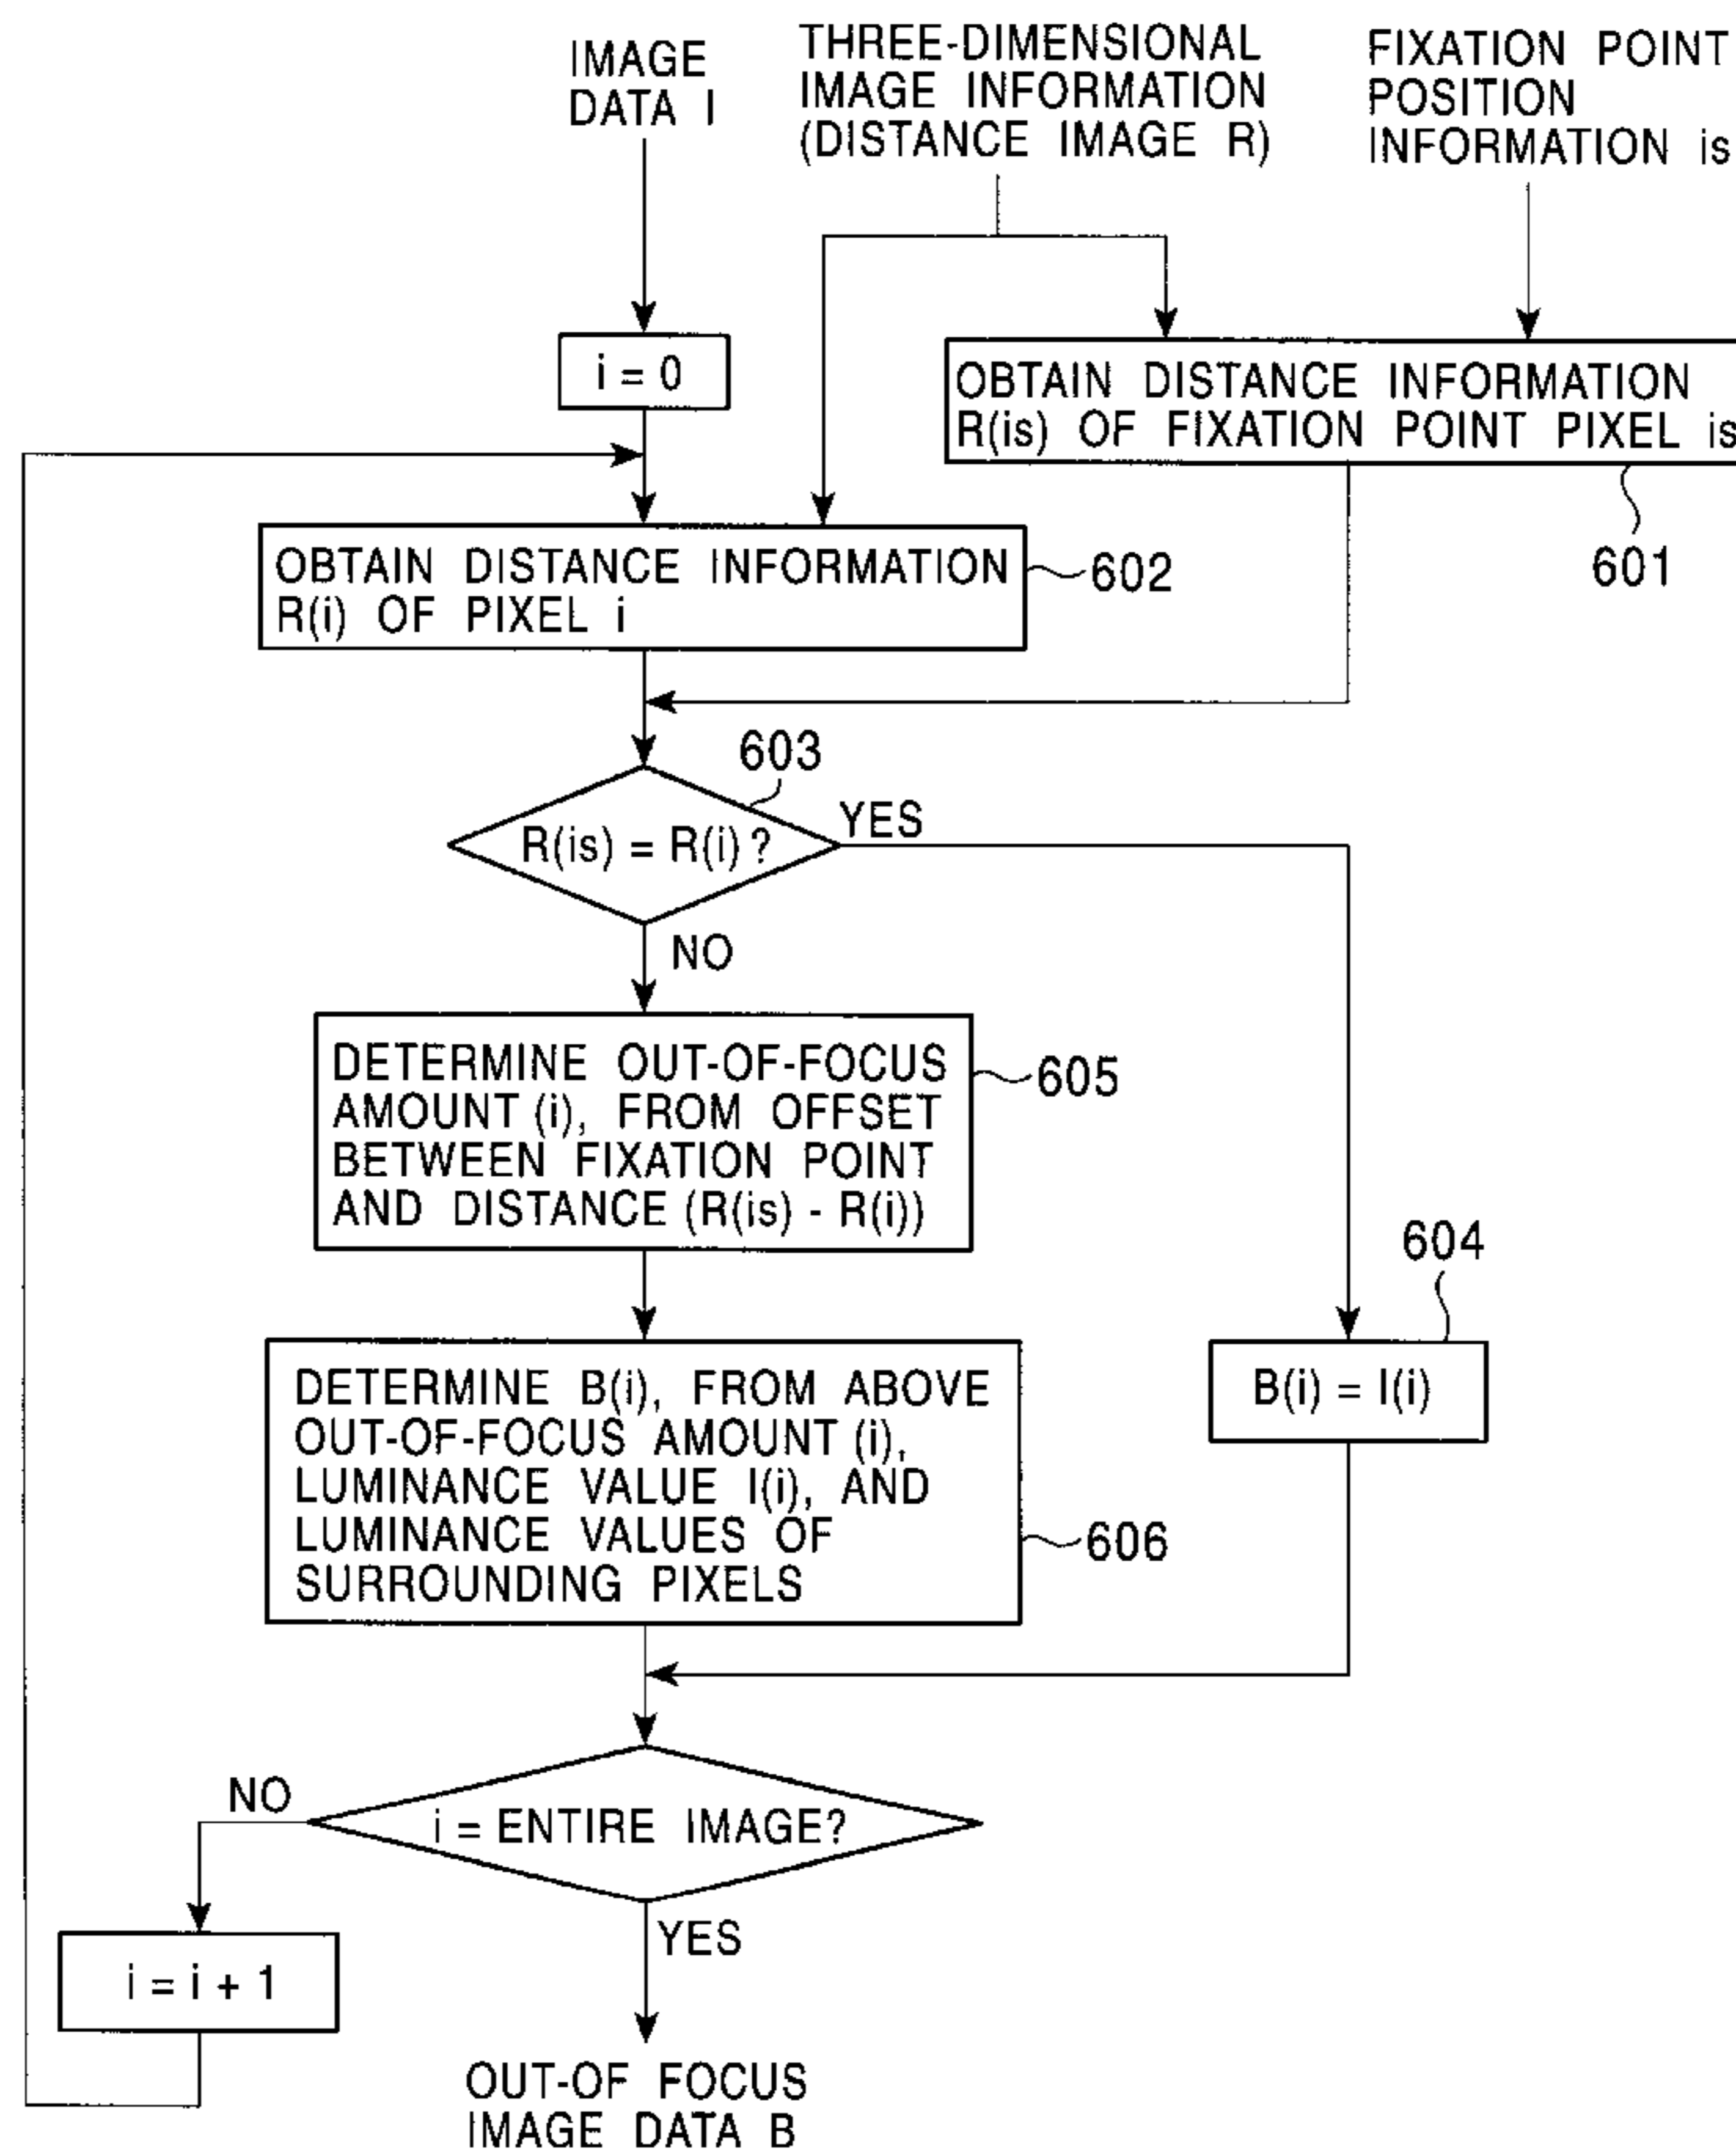 IMAGE
DATA I
THREE-DIMENSIONAL
IMAGE INFORMATION
(DISTANCE IMAGE R)
FIXATION POINT
POSITION
INFORMATION is
i = 0
OBTAIN DISTANCE INFORMATION
R(is) OF FIXATION POINT PIXEL is
601
OBTAIN DISTANCE INFORMATION
R(i) OF PIXEL i
602
603
R(is) = R(i) ?
YES
NO
DETERMINE OUT-OF-FOCUS
AMOUNT (i), FROM OFFSET
BETWEEN FIXATION POINT
AND DISTANCE (R(is) - R(i))
605
604
B(i) = I(i)
DETERMINE B(i), FROM ABOVE
OUT-OF-FOCUS AMOUNT (i),
LUMINANCE VALUE I(i), AND
LUMINANCE VALUES OF
SURROUNDING PIXELS
606
i = ENTIRE IMAGE?
NO
YES
i = i + 1
OUT-OF FOCUS
IMAGE DATA B